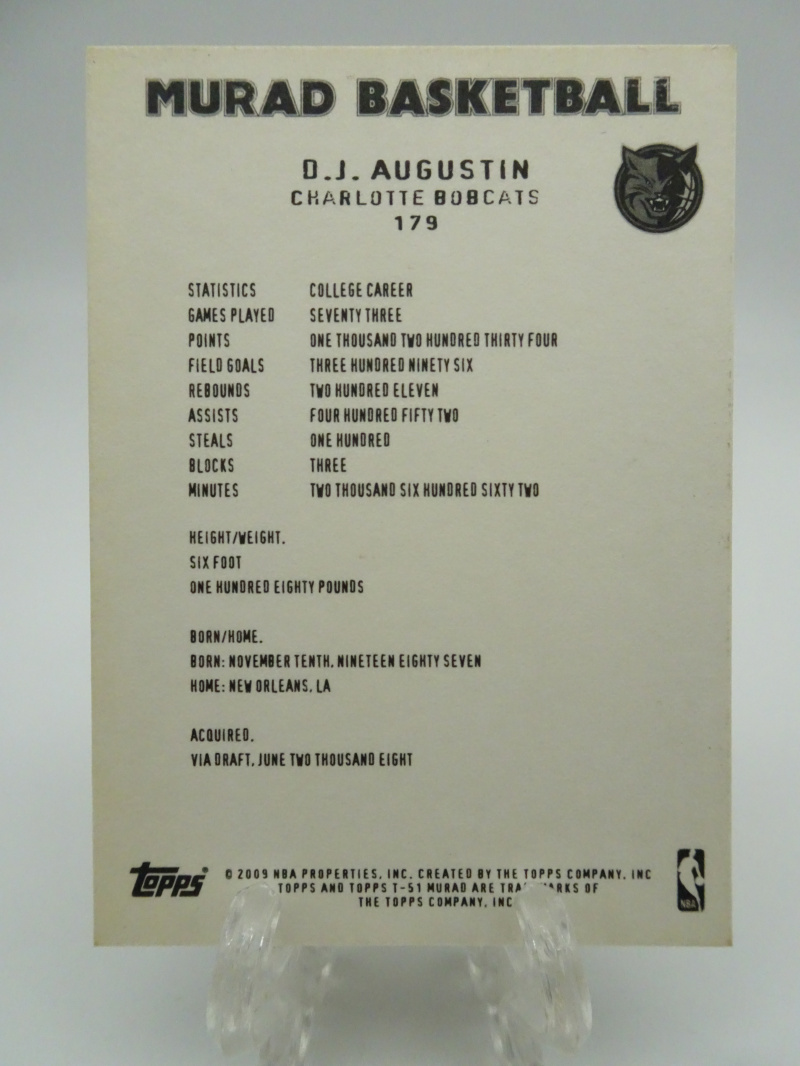 MURAD BASKETBALL
D.J. AUGUSTIN
CHARLOTTE BOBCATS
179
STATISTICS COLLEGE CAREER
GAMES PLAYED SEVENTY THREE
POINTS ONE THOUSAND TWO HUNDRED THIRTY FOUR
FIELD GOALS THREE HUNDRED NINETY SIX
REBOUNDS TWO HUNDRED ELEVEN
ASSISTS FOUR HUNDRED FIFTY TWO
STEALS ONE HUNDRED
BLOCKS THREE
MINUTES TWO THOUSAND SIX HUNDRED SIXTY TWO
HEIGHT/WEIGHT.
SIX FOOT
ONE HUNDRED EIGHTY POUNDS
BORN/HOME.
BORN: NOVEMBER TENTH, NINETEEN EIGHTY SEVEN
HOME: NEW ORLEANS, LA
ACQUIRED.
VIA DRAFT, JUNE TWO THOUSAND EIGHT
Topps®
© 2009 NBA PROPERTIES, INC. CREATED BY THE TOPPS COMPANY, INC
TOPPS AND TOPPS T-51 MURAD ARE OF
THE TOPPS COMPANY, INC
NBA